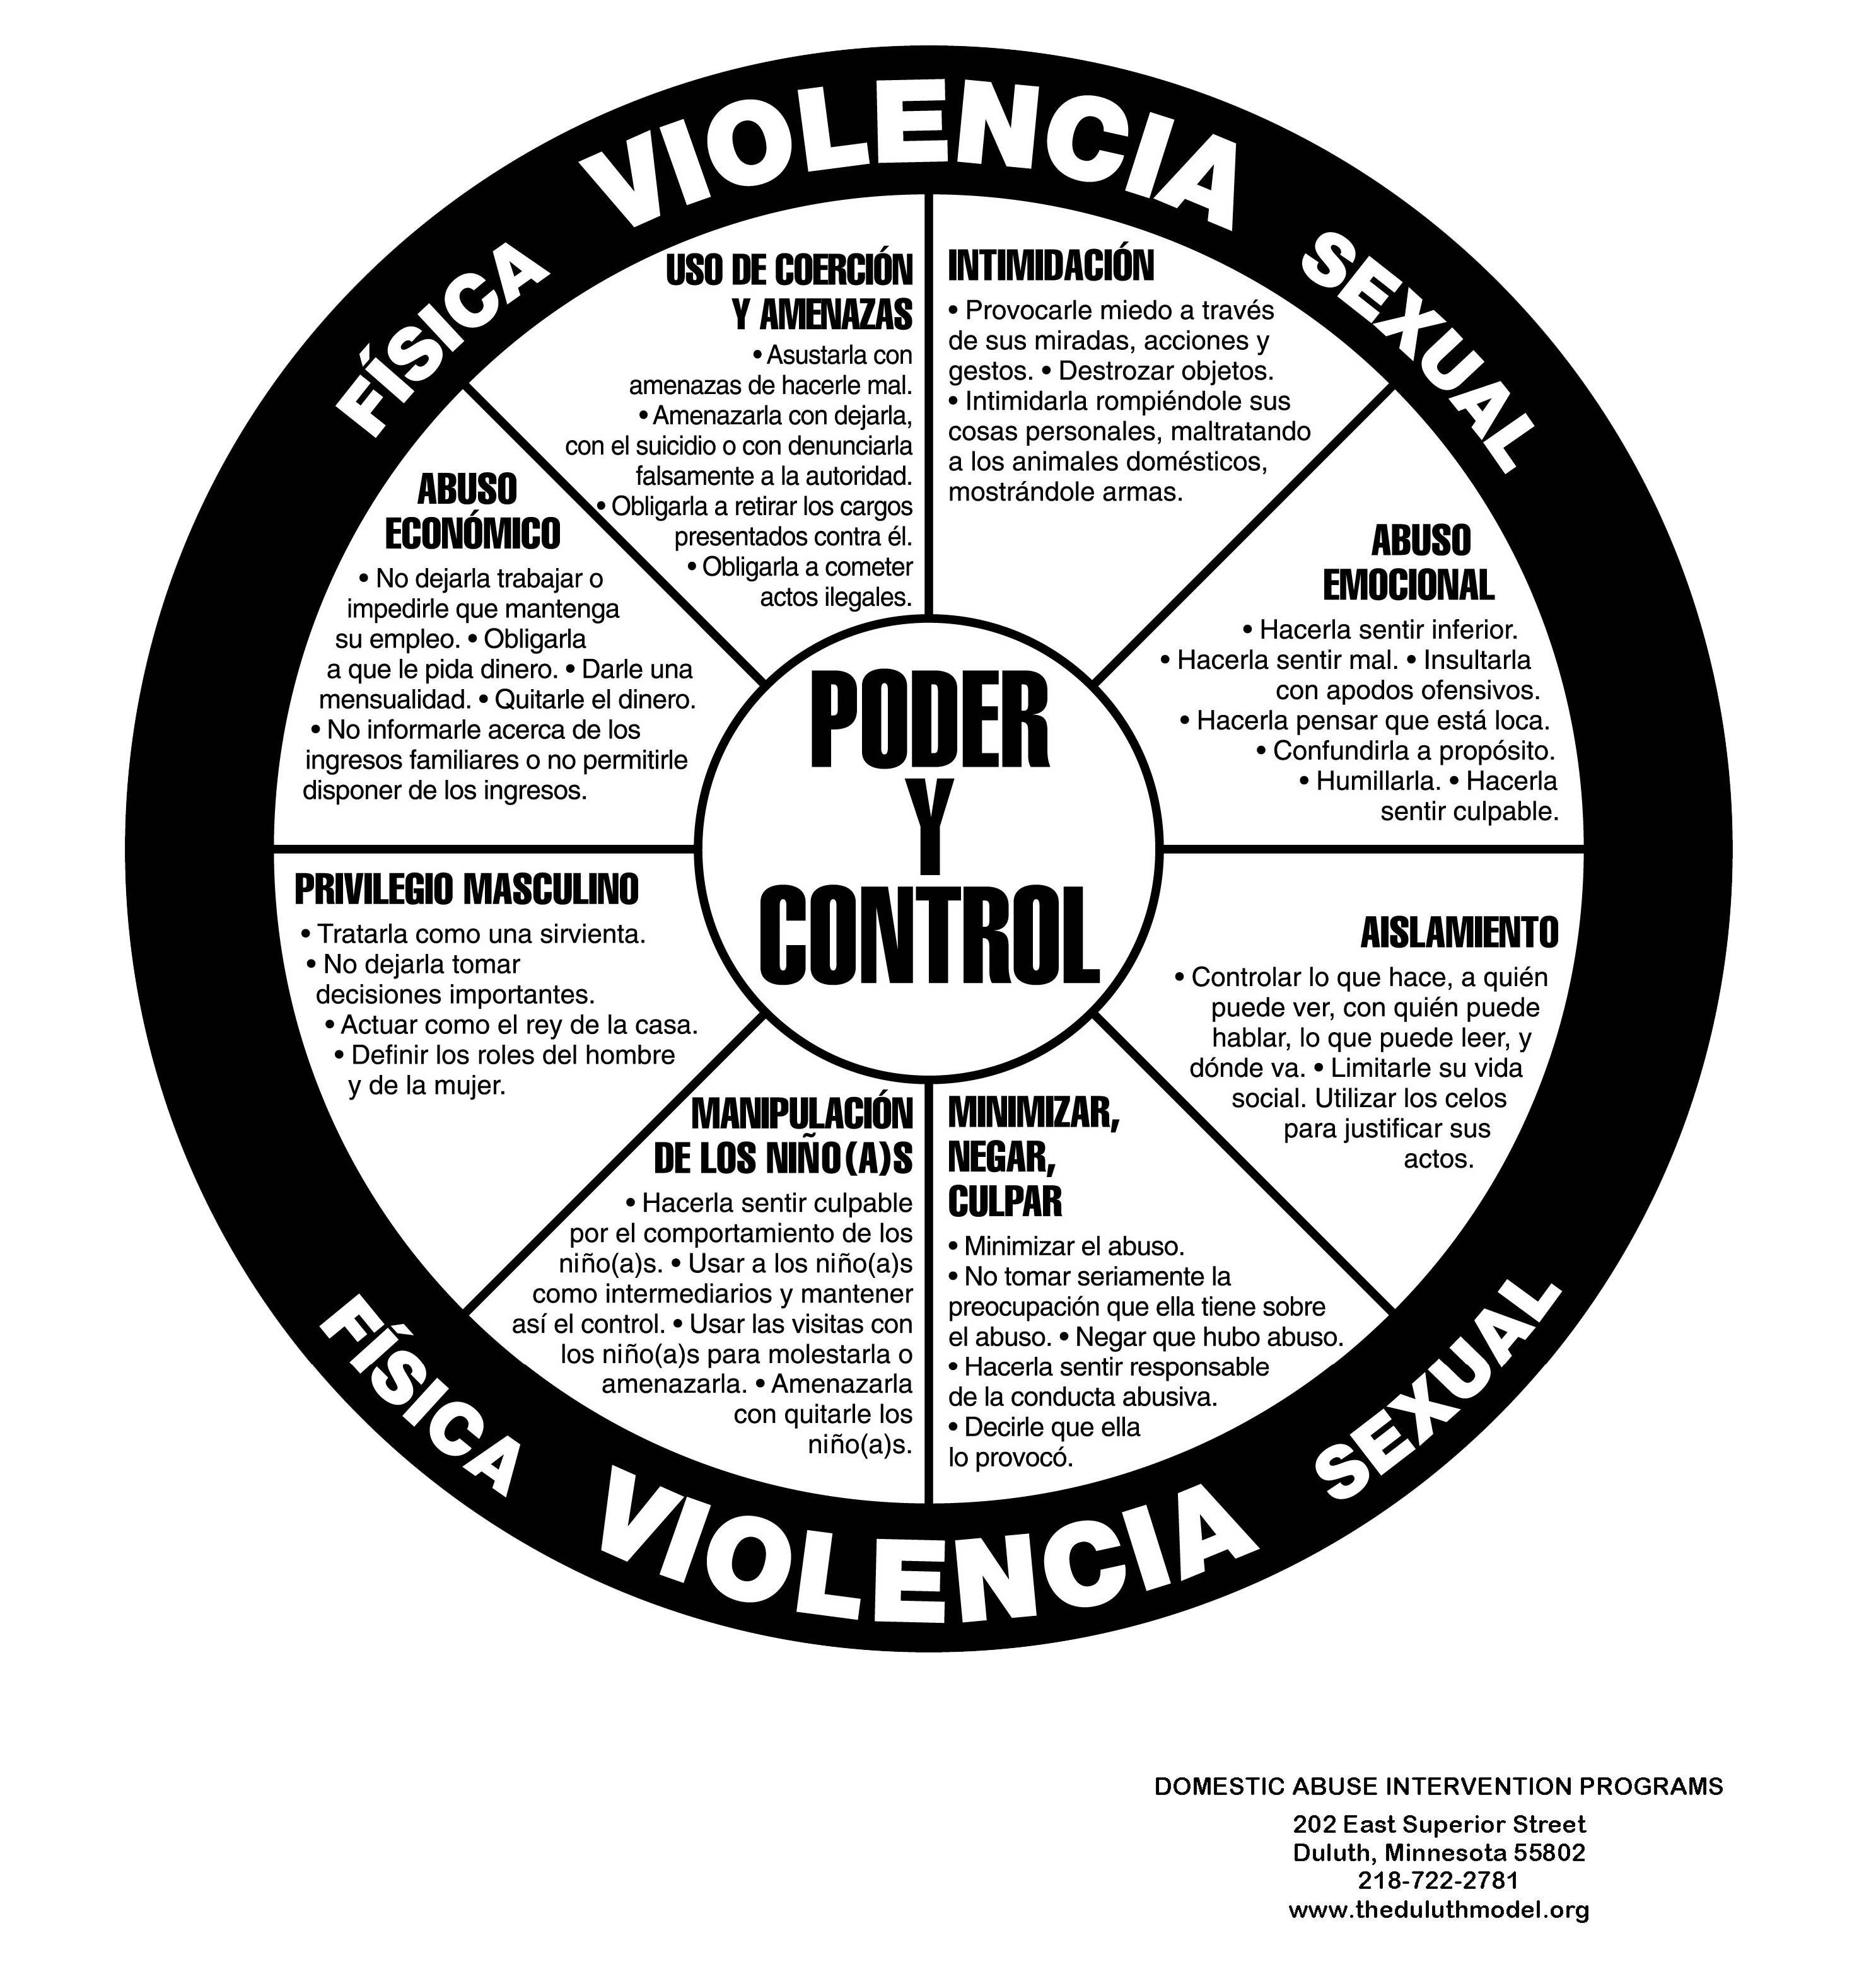 VIOLENCIA
FÍSICA
SEXUAL
USO DE COERCIÓN
Y AMENAZAS
• Asustarla con
amenazas de hacerle mal.
• Amenazarla con dejarla,
con el suicidio o con denunciarla
falsamente a la autoridad.
• Obligarla a retirar los cargos
presentados contra él.
• Obligarla a cometer
actos ilegales.
INTIMIDACIÓN
• Provocarle miedo a través
de sus miradas, acciones y
gestos. • Destrozar objetos.
• Intimidarla rompiéndole sus
cosas personales, maltratando
a los animales domésticos,
mostrándole armas.
ABUSO
EMOCIONAL
• Hacerla sentir inferior.
• Hacerla sentir mal. • Insultarla
con apodos ofensivos.
• Hacerla pensar que está loca.
• Confundirla a propósito.
• Humillarla. • Hacerla
sentir culpable.
AISLAMIENTO
• Controlar lo que hace, a quién
puede ver, con quién puede
hablar, lo que puede leer, y
dónde va. • Limitarle su vida
social. Utilizar los celos
para justificar sus
actos.
MINIMIZAR,
NEGAR,
CULPAR
• Minimizar el abuso.
• No tomar seriamente la
preocupación que ella tiene sobre
el abuso. • Negar que hubo abuso.
• Hacerla sentir responsable
de la conducta abusiva.
• Decirle que ella
lo provocó.
MANIPULACIÓN
DE LOS NIÑO(A)S
• Hacerla sentir culpable
por el comportamiento de los
niño(a)s. • Usar a los niño(a)s
como intermediarios y mantener
así el control. • Usar las visitas con
los niño(a)s para molestarla o
amenazarla. • Amenazarla
con quitarle los
niño(a)s.
PRIVILEGIO MASCULINO
• Tratarla como una sirvienta.
• No dejarla tomar
decisiones importantes.
• Actuar como el rey de la casa.
• Definir los roles del hombre
y de la mujer.
ABUSO
ECONÓMICO
• No dejarla trabajar o
impedirle que mantenga
su empleo. • Obligarla
a que le pida dinero. • Darle una
mensualidad. • Quitarle el dinero.
• No informarle acerca de los
ingresos familiares o no permitirle
disponer de los ingresos.
PODER
Y
CONTROL
FÍSICA
VIOLENCIA
SEXUAL
DOMESTIC ABUSE INTERVENTION PROGRAMS
202 East Superior Street
Duluth, Minnesota 55802
218-722-2781
www.theduluthmodel.org